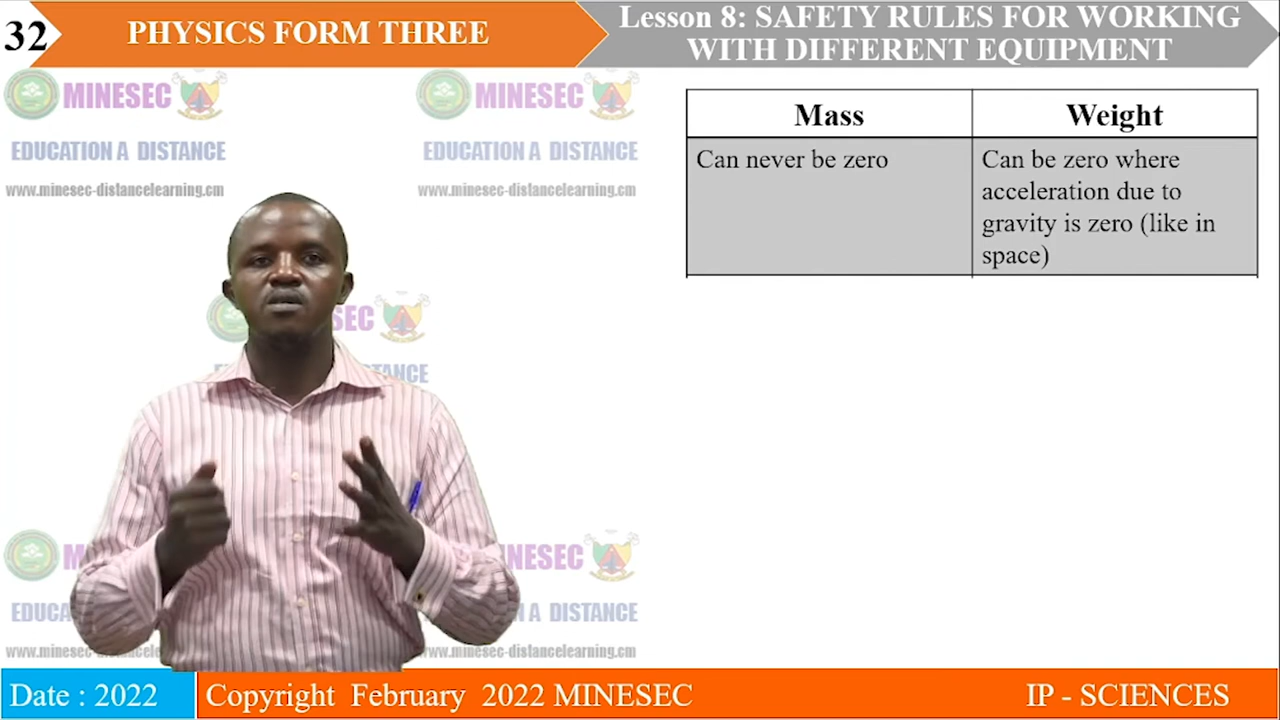 32
PHYSICS FORM THREE
Lesson 8: SAFETY RULES FOR WORKING
WITH DIFFERENT EQUIPMENT
MINESEC
EDUCATION A DISTANCE
www.minesec-distancelearning.cm
MINESEC
EDUCATION A DISTANCE
www.minesec-distancelearning.cm
Mass
Weight
Can never be zero
Can be zero where
acceleration due to
gravity is zero (like in
space)
SEC
TANCE
NESEC
A DISTANCE
www.minesec-distancelearning.cm
Date : 2022
Copyright February 2022 MINESEC
IP - SCIENCES